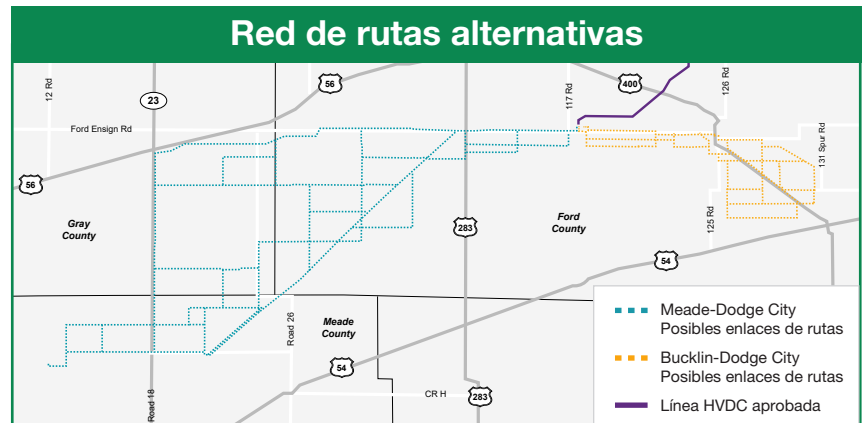 Red de rutas alternativas
12 Rd
23
56
117 Rd
400
126 Rd
Ford Ensign Rd
131 Spur Rd
56
Gray
County
283
Ford
County
125 Rd
54
Road 26
Meade
County
54
Road 18
CR H
283
Meade-Dodge City
Posibles enlaces de rutas
Bucklin-Dodge City
Posibles enlaces de rutas
Línea HVDC aprobada